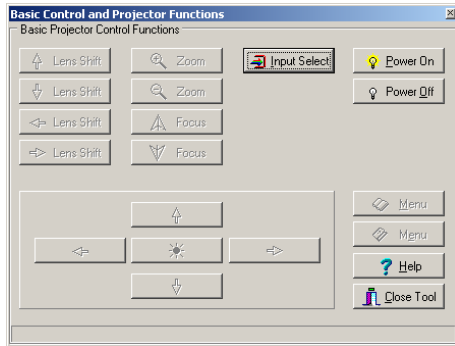 Basic Control and Projector Functions
Basic Projector Control Functions
Lens Shift
Zoom
Input Select
Power On
Lens Shift
Zoom
Power Off
Lens Shift
Focus
Lens Shift
Focus
Menu
Menu
Help
Close Tool